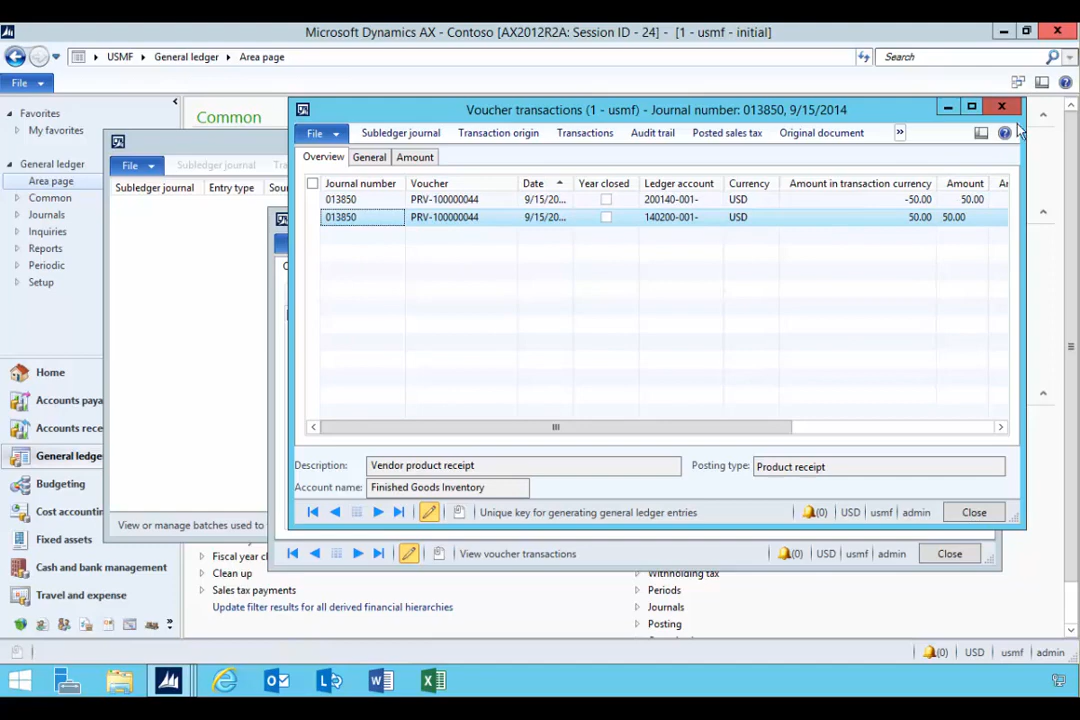 Microsoft Dynamics AX - Contoso [AX2012R2A: Session ID - 24] - [1 - usmf - initial]
USMF General ledger Area page Search
File
Favorites
My favorites
General ledger
Area page
Common
Journals
Inquiries
Reports
Periodic
Setup
Home
Accounts paya
Accounts rece
General ledge
Budgeting
Cost accountin
Fixed assets
Cash and bank management
Travel and expense
Common
File Subledger journal Tra
Subledger journal Entry type Sour
View or manage batches used to
Voucher transactions (1 - usmf) - Journal number: 013850, 9/15/2014
File Subledger journal Transaction origin Transactions Audit trail Posted sales tax Original document »
Overview General Amount
Journal number Voucher Date Year closed Ledger account Currency Amount in transaction currency Amount
013850 PRV-100000044 9/15/20... 200140-001- USD -50.00 50.00
013850 PRV-100000044 9/15/20... 140200-001- USD 50.00 50.00
Description: Vendor product receipt Posting type: Product receipt
Account name: Finished Goods Inventory
Unique key for generating general ledger entries (0) USD usmf admin Close
View voucher transactions (0) USD usmf admin Close
Fiscal year cl
Clean up
Sales tax payments
Update filter results for all derived financial hierarchies
Withholding tax
Periods
Journals
Posting
(0) USD usmf admin